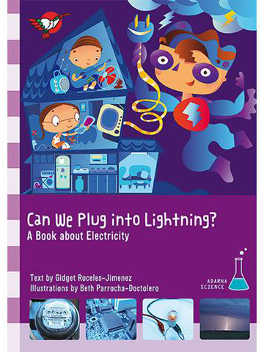 Can We Plug into Lightning?
A Book about Electricity
Text by Gidget Roceles-Jimenez
Illustrations by Beth Parrocha-Doctolero
ADARNA
SCIENCE